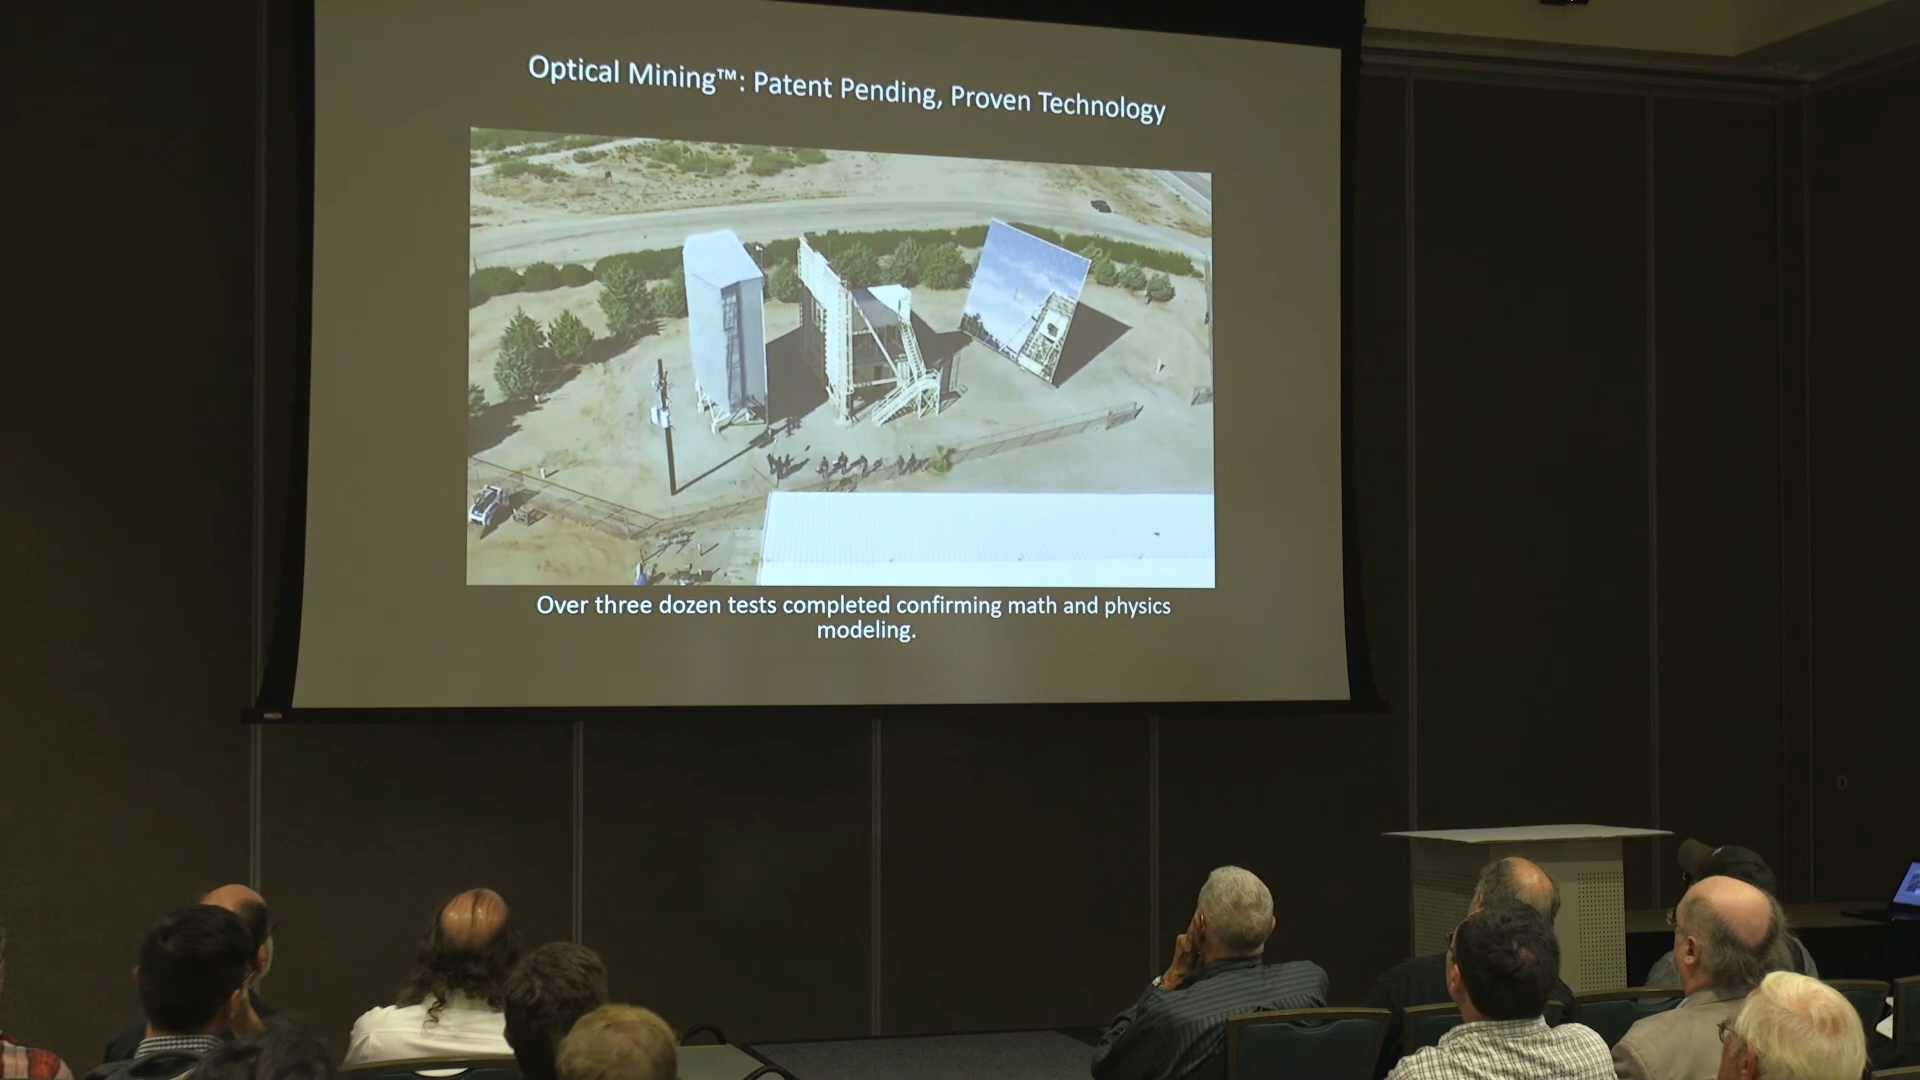 Optical Mining™: Patent Pending, Proven Technology
Over three dozen tests completed confirming math and physics
modeling.